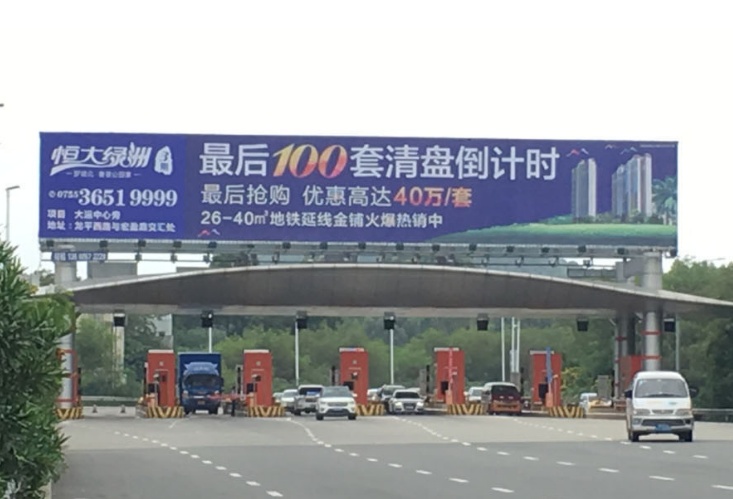 恒大绿洲
最后100套清盘倒计时
0755 3651 9999
最后抢购 优惠高达40万/套
项目 大运中心旁
26-40㎡地铁延线金铺火爆热销中
地址:龙平西路与宏盈路交汇处